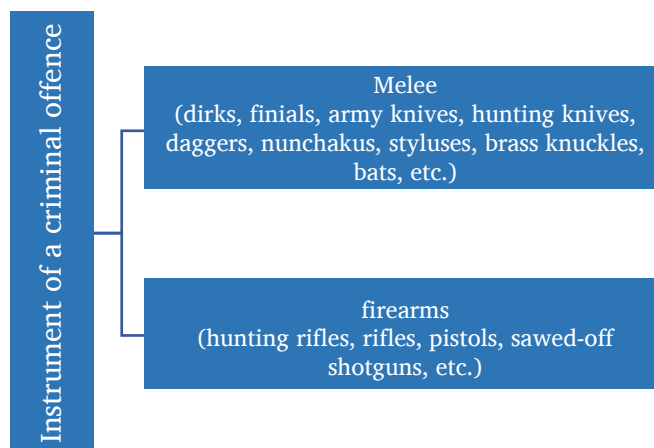 Instrument of a criminal offence
Melee
(dirks, finials, army knives, hunting knives,
daggers, nunchakus, styluses, brass knuckles,
bats, etc.)
firearms
(hunting rifles, rifles, pistols, sawed-off
shotguns, etc.)